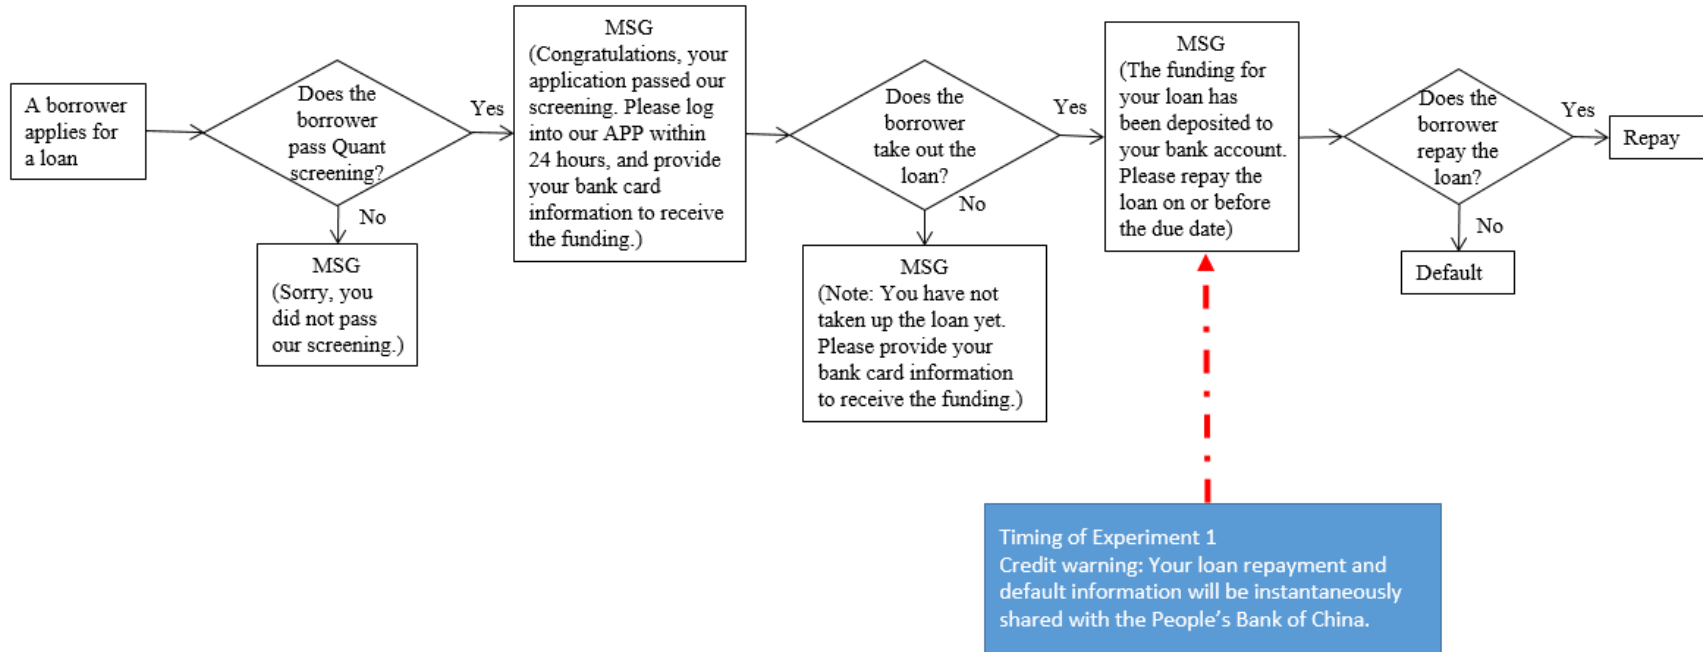 A borrower
applies for
a loan
Does the
borrower
pass Quant
screening?
Yes
No
MSG
(Sorry, you
did not pass
our screening.)
MSG
(Congratulations, your
application passed our
screening. Please log
into our APP within
24 hours, and provide
your bank card
information to receive
the funding.)
Does the
borrower
take out the
loan?
Yes
No
MSG
(Note: You have not
taken up the loan yet.
Please provide your
bank card information
to receive the funding.)
MSG
(The funding for
your loan has
been deposited to
your bank account.
Please repay the
loan on or before
the due date)
Does the
borrower
repay the
loan?
Yes
Repay
No
Default
Timing of Experiment 1
Credit warning: Your loan repayment and
default information will be instantaneously
shared with the People’s Bank of China.